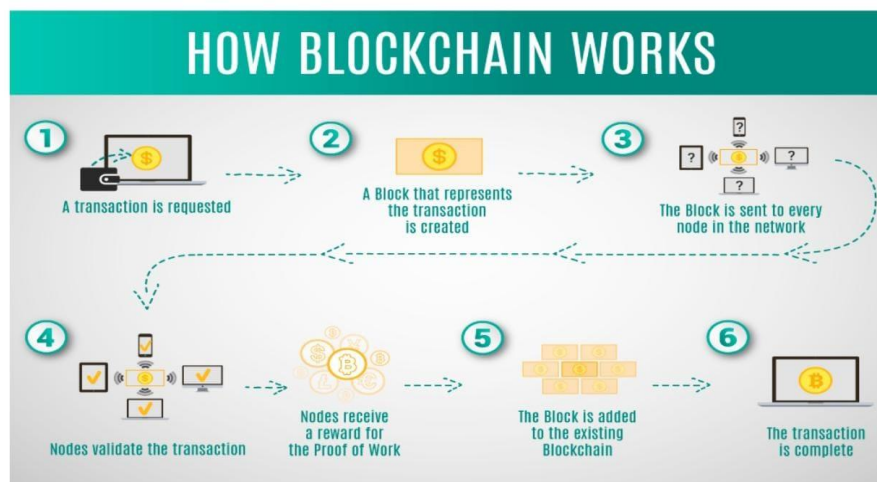 HOW BLOCKCHAIN WORKS
1
$
A transaction is requested
2
$
A Block that represents
the transaction
is created
3
?
?
$
?
?
The Block is sent to every
node in the network
4
$
Nodes validate the transaction
$
₿
Nodes receive
a reward for
the Proof of Work
5
The Block is added
to the existing
Blockchain
6
₿
The transaction
is complete